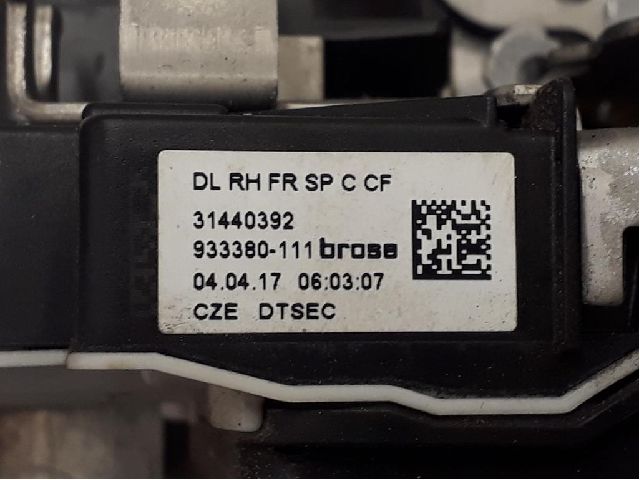 DL RH FR SP C CF
31440392
933380-111 brose
04.04.17 06:03:07
CZE DTSEC